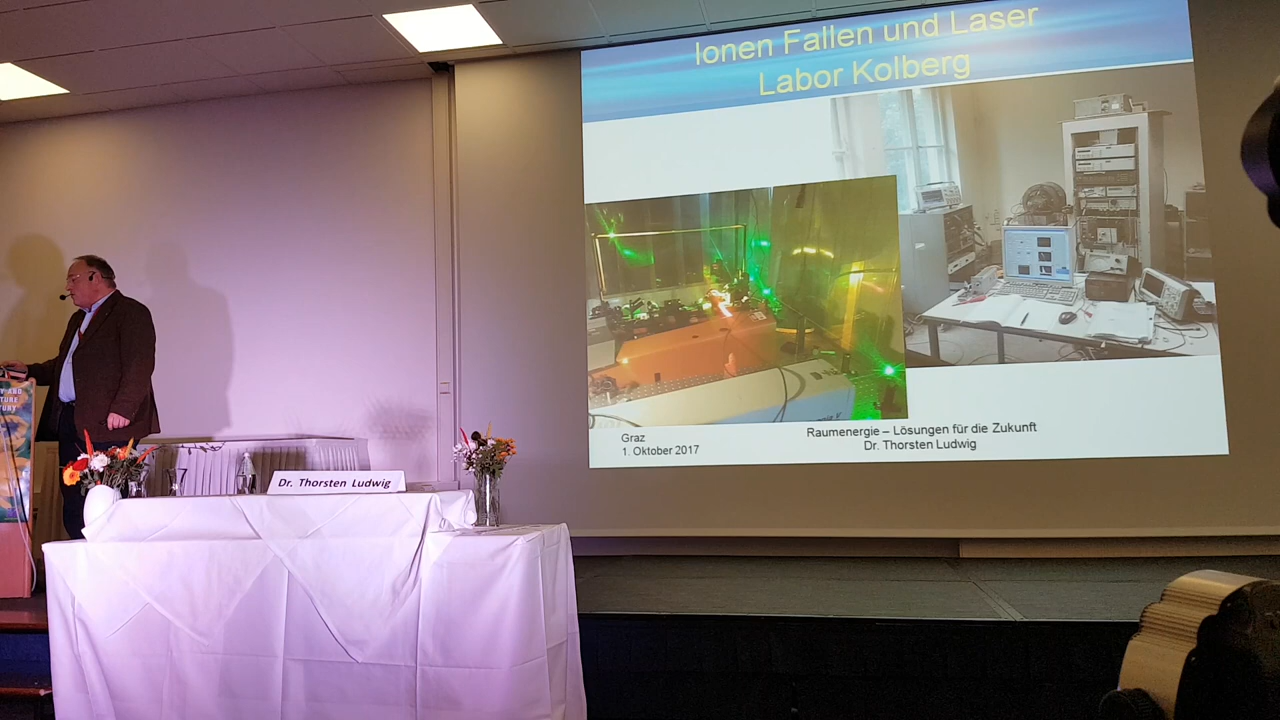 Ionen Fallen und Laser
Labor Kolberg
Graz
1. Oktober 2017
Raumenergie – Lösungen für die Zukunft
Dr. Thorsten Ludwig
Dr. Thorsten Ludwig
AND